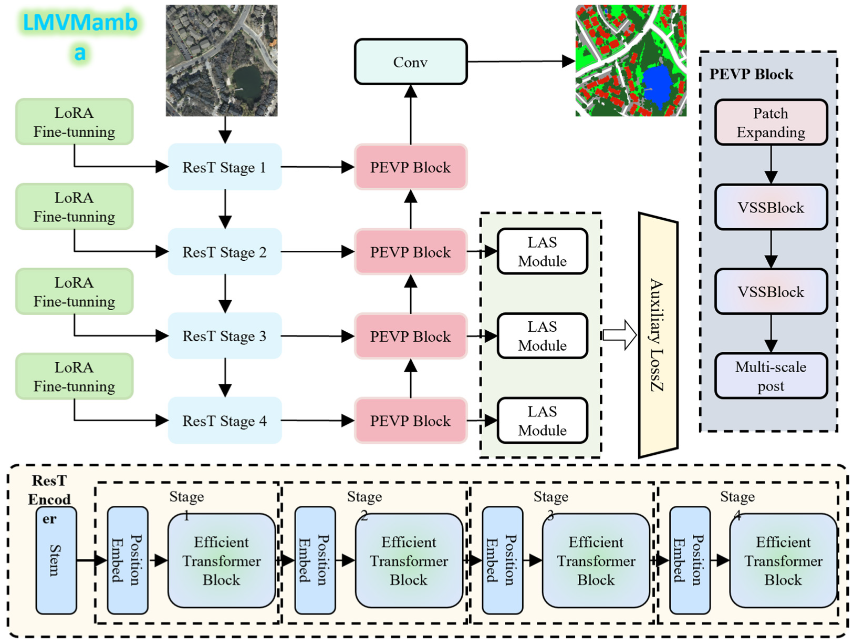 LMVMamb
a
LoRA
Fine-tunning
LoRA
Fine-tunning
LoRA
Fine-tunning
LoRA
Fine-tunning
ResT Stage 1
ResT Stage 2
ResT Stage 3
ResT Stage 4
Conv
PEVP Block
PEVP Block
PEVP Block
PEVP Block
LAS
Module
LAS
Module
LAS
Module
Auxiliary LossZ
PEVP Block
Patch
Expanding
VSSBlock
VSSBlock
Multi-scale
post
ResT
Encod
er
Stem
Stage
1
Position
Embed
Efficient
Transformer
Block
Stage
2
Position
Embed
Efficient
Transformer
Block
Stage
3
Position
Embed
Efficient
Transformer
Block
Stage
4
Position
Embed
Efficient
Transformer
Block